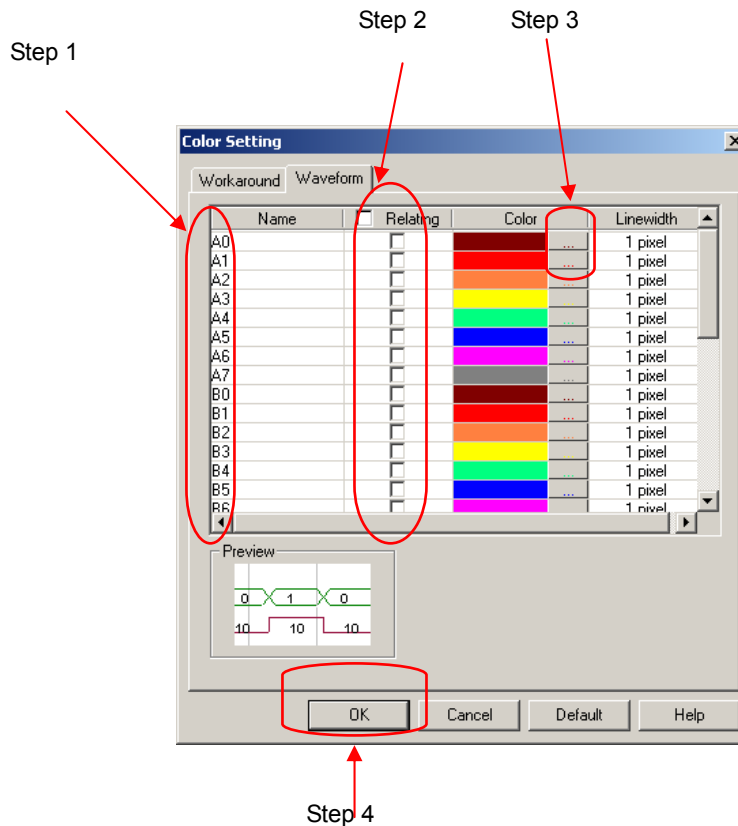 Step 2 Step 3
Step 1
Color Setting
Workaround Waveform
Name Relating Color Linewidth
A0 ... 1 pixel
A1 ... 1 pixel
A2 ... 1 pixel
A3 ... 1 pixel
A4 ... 1 pixel
A5 ... 1 pixel
A6 ... 1 pixel
A7 ... 1 pixel
B0 ... 1 pixel
B1 ... 1 pixel
B2 ... 1 pixel
B3 ... 1 pixel
B4 ... 1 pixel
B5 ... 1 pixel
B6 1 pixel
Preview
0 1 0
10 10 10
OK Cancel Default Help
Step 4